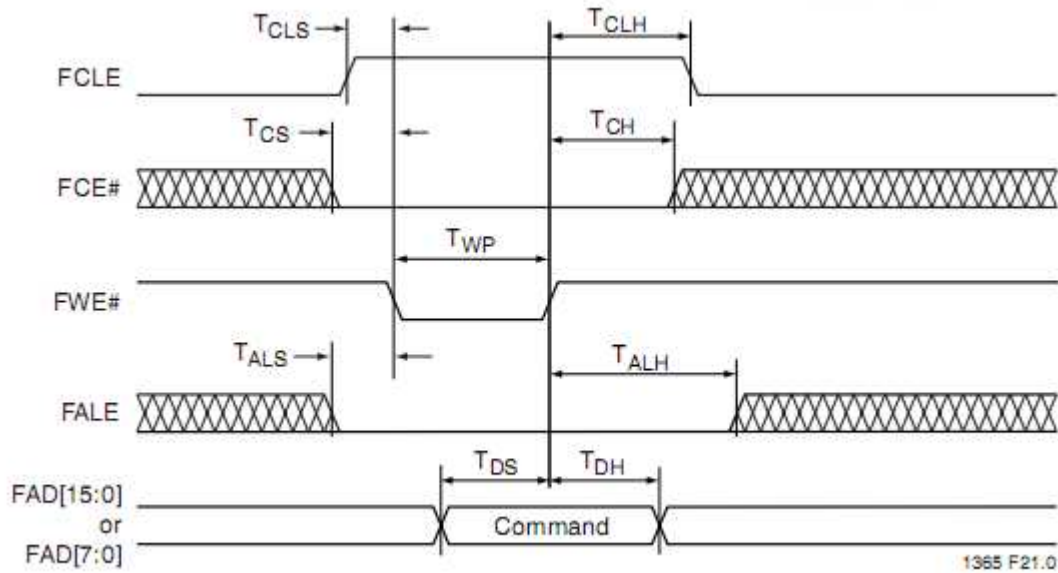 TCLS
TCLH
FCLE
TCS
TCH
FCE#
TWP
FWE#
TALS
TALH
FALE
TDS
TDH
FAD[15:0]
or
FAD[7:0]
Command
1365 F21.0